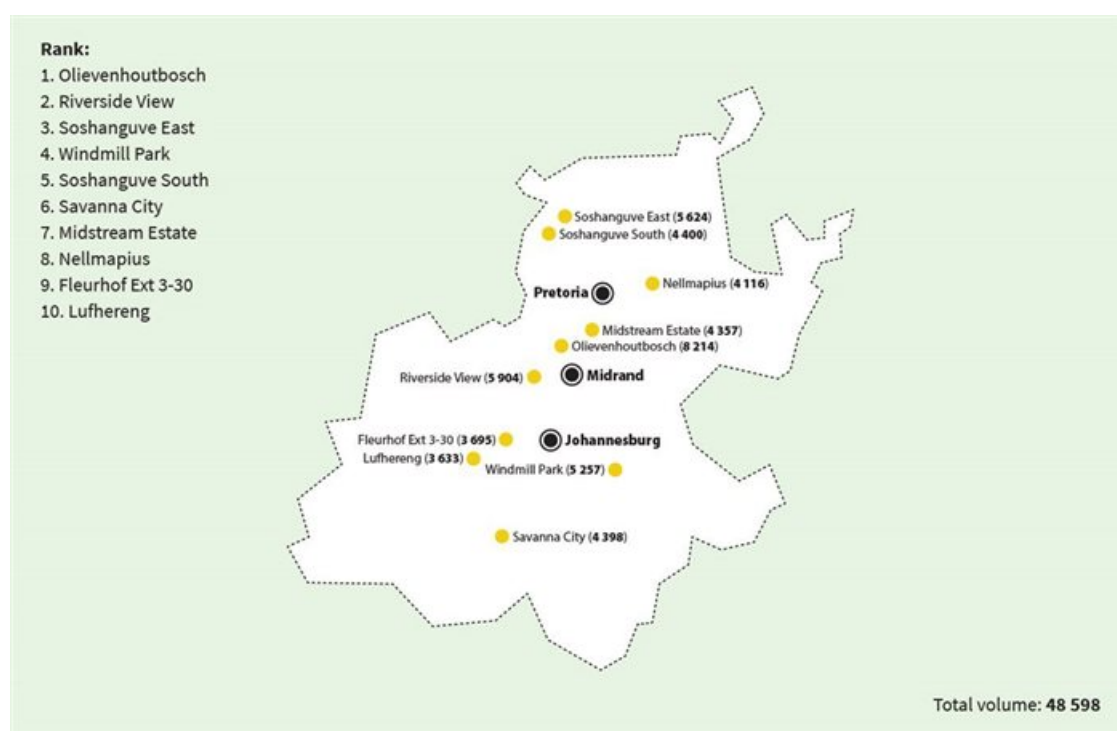 Rank:
1. Olievenhoutbosch
2. Riverside View
3. Soshanguve East
4. Windmill Park
5. Soshanguve South
6. Savanna City
7. Midstream Estate
8. Nellmapius
9. Fleurhof Ext 3-30
10. Lufhereng
Soshanguve East (5 624)
Soshanguve South (4 400)
Nellmapius (4 116)
Pretoria
Midstream Estate (4 357)
Olievenhoutbosch (8 214)
Riverside View (5 904)
Midrand
Fleurhof Ext 3-30 (3 695)
Johannesburg
Lufhereng (3 633)
Windmill Park (5 257)
Savanna City (4 398)
Total volume: 48 598